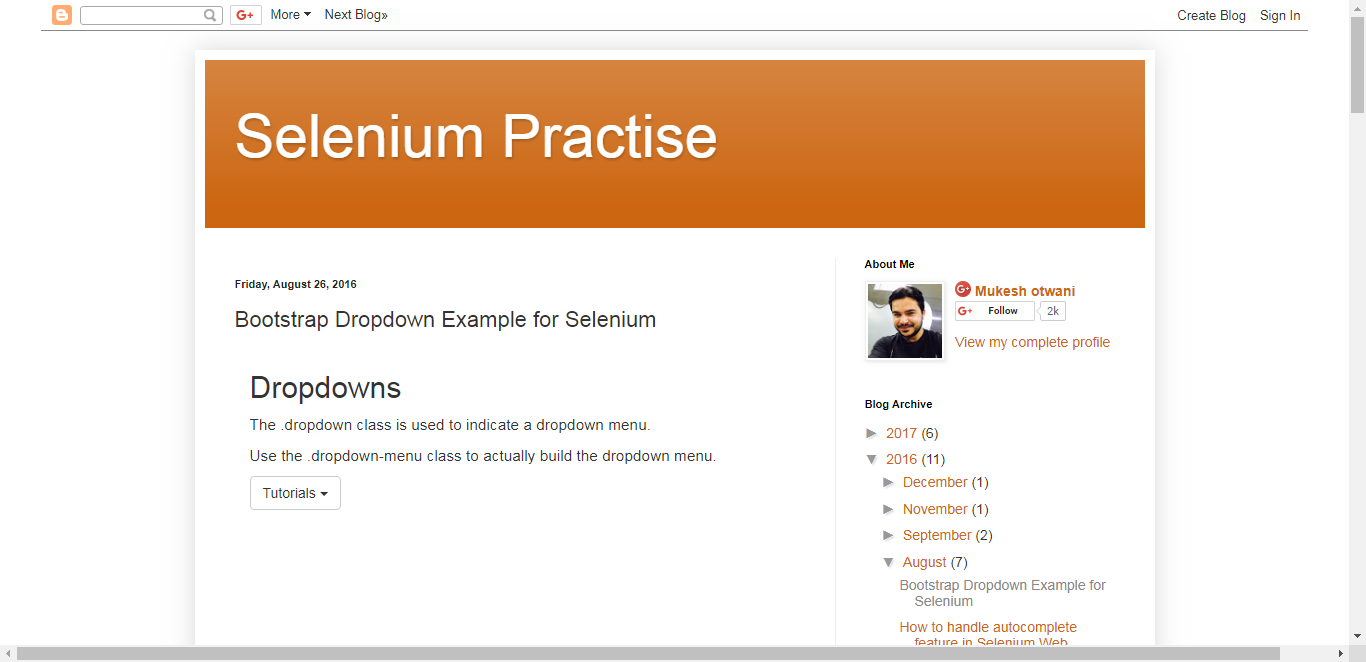 More Next Blog» Create Blog Sign In
Selenium Practise
Friday, August 26, 2016
Bootstrap Dropdown Example for Selenium
Dropdowns
The .dropdown class is used to indicate a dropdown menu.
Use the .dropdown-menu class to actually build the dropdown menu.
Tutorials
About Me
G+ Mukesh otwani
G+ Follow 2k
View my complete profile
Blog Archive
► 2017 (6)
▼ 2016 (11)
► December (1)
► November (1)
► September (2)
▼ August (7)
Bootstrap Dropdown Example for
Selenium
How to handle autocomplete
feature in Selenium Web